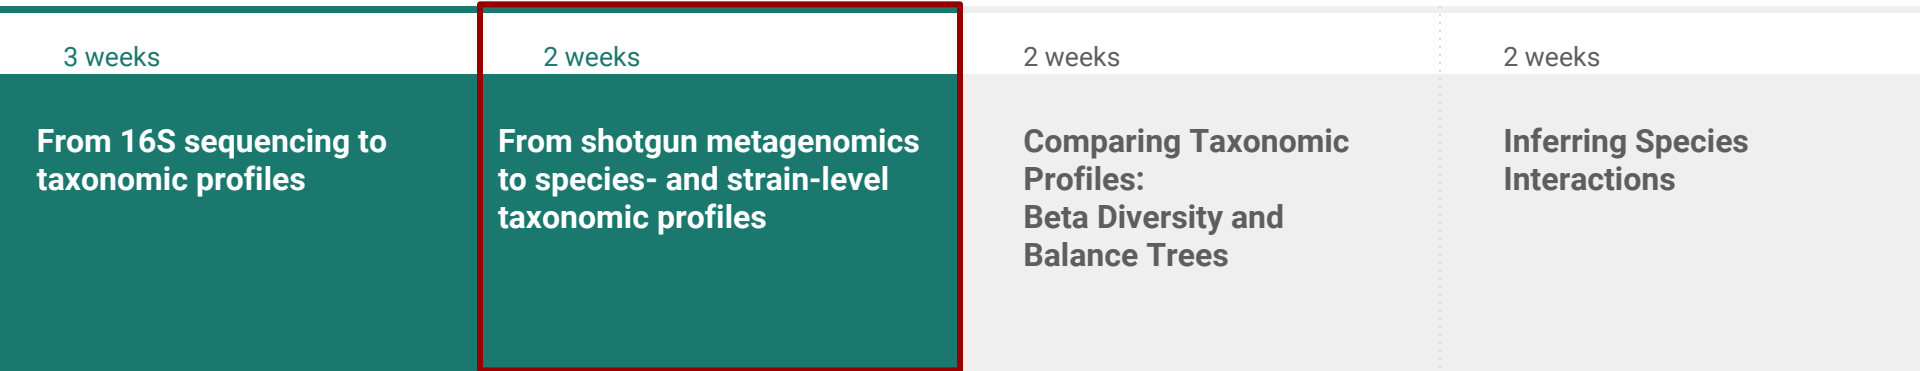 3 weeks
From 16S sequencing to
taxonomic profiles
2 weeks
From shotgun metagenomics
to species- and strain-level
taxonomic profiles
2 weeks
Comparing Taxonomic
Profiles:
Beta Diversity and
Balance Trees
2 weeks
Inferring Species
Interactions